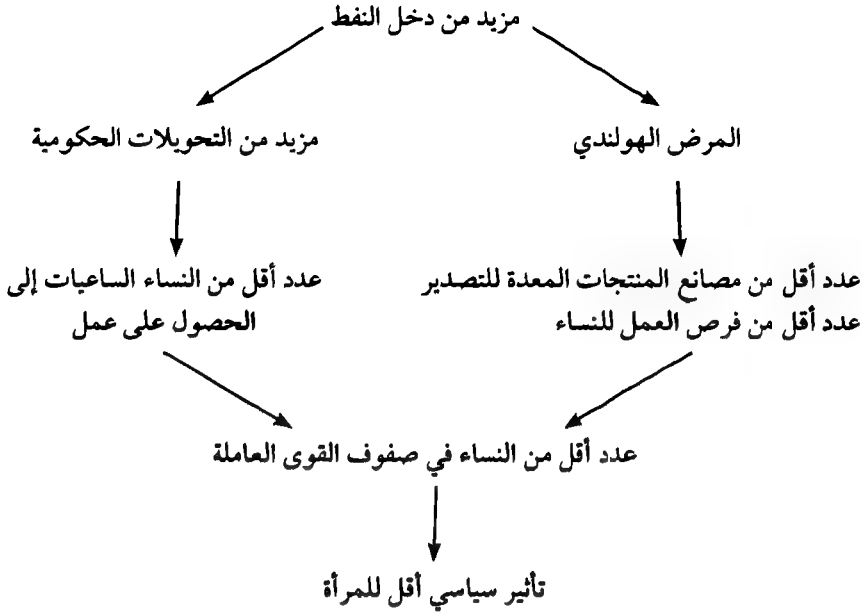 مزيد من دخل النفط
المرض الهولندي
مزيد من التحويلات الحكومية
عدد أقل من مصانع المنتجات المعدة للتصدير
عدد أقل من فرص العمل للنساء
عدد أقل من النساء الساعيات إلى
الحصول على عمل
عدد أقل من النساء في صفوف القوى العاملة
تأثير سياسي أقل للمرأة